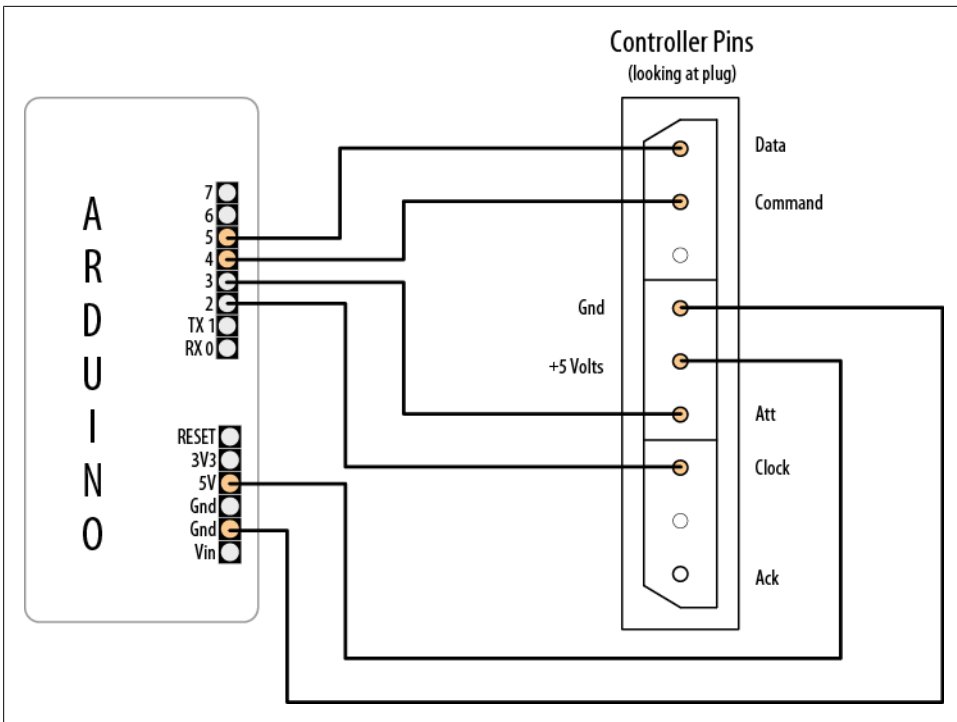 Controller Pins
(looking at plug)
ARDUINO
7
6
5
4
3
2
TX 1
RX 0
RESET
3V3
5V
Gnd
Gnd
Vin
Data
Command
Gnd
+5 Volts
Att
Clock
Ack